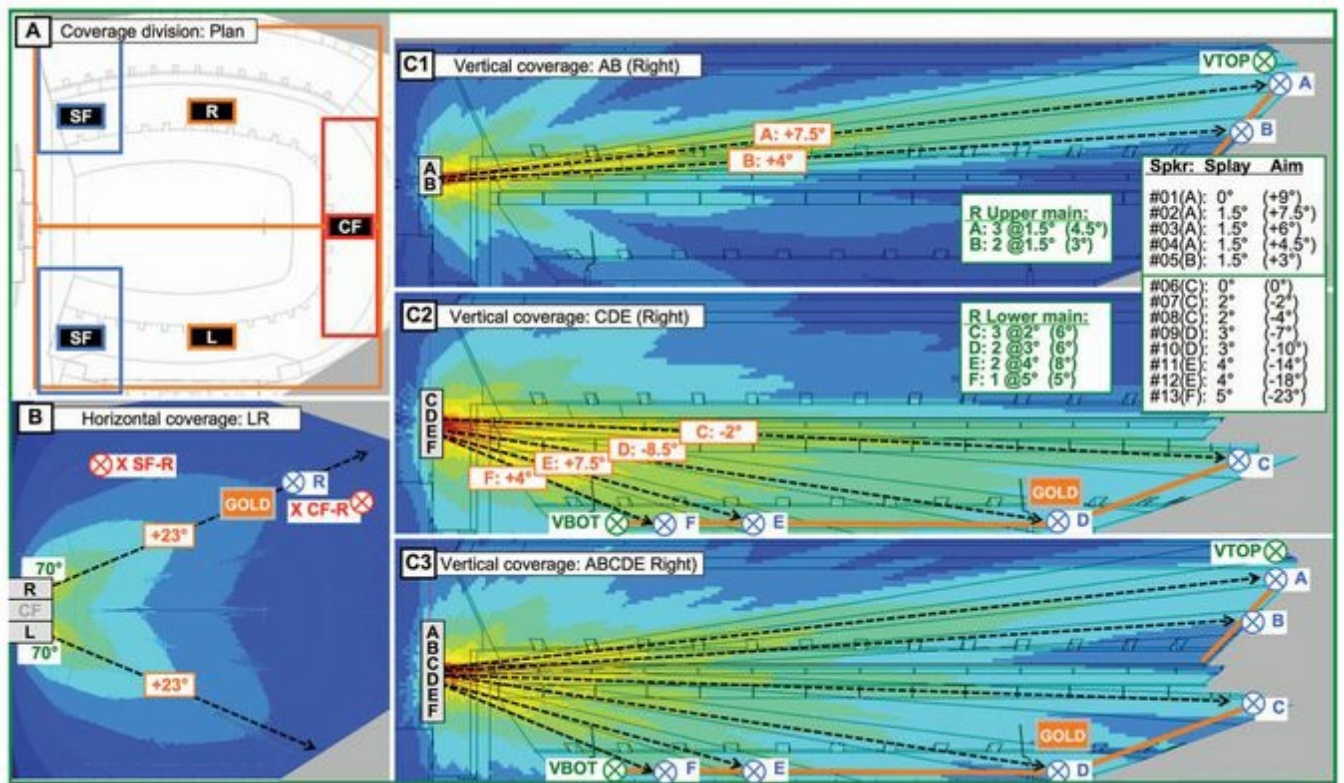 A
Coverage division: Plan
SF
R
CF
SF
L
B
Horizontal coverage: LR
X SF-R
R
GOLD
X CF-R
+23°
70°
R
CF
L
70°
+23°
C1
Vertical coverage: AB (Right)
VTOP
A
A: +7.5°
B
B: +4°
A
B
R Upper main:
A: 3 @1.5° (4.5°)
B: 2 @1.5° (3°)
Spkr: Splay Aim
#01(A): 0° (+9°)
#02(A): 1.5° (+7.5°)
#03(A): 1.5° (+6°)
#04(A): 1.5° (+4.5°)
#05(B): 1.5° (+3°)
#06(C): 0° (0°)
#07(C): 2° (-2°)
#08(C): 2° (-4°)
#09(D): 3° (-7°)
#10(D): 3° (-10°)
#11(E): 4° (-14°)
#12(E): 4° (-18°)
#13(F): 5° (-23°)
C2
Vertical coverage: CDE (Right)
R Lower main:
C: 3 @2° (6°)
D: 2 @3° (6°)
E: 2 @4° (8°)
F: 1 @5° (5°)
C
D
E
F
C: -2°
D: -8.5°
E: +7.5°
F: +4°
C
GOLD
VBOT
F
E
D
C3
Vertical coverage: ABCDE Right)
VTOP
A
B
A
B
C
D
E
F
C
GOLD
VBOT
F
E
D